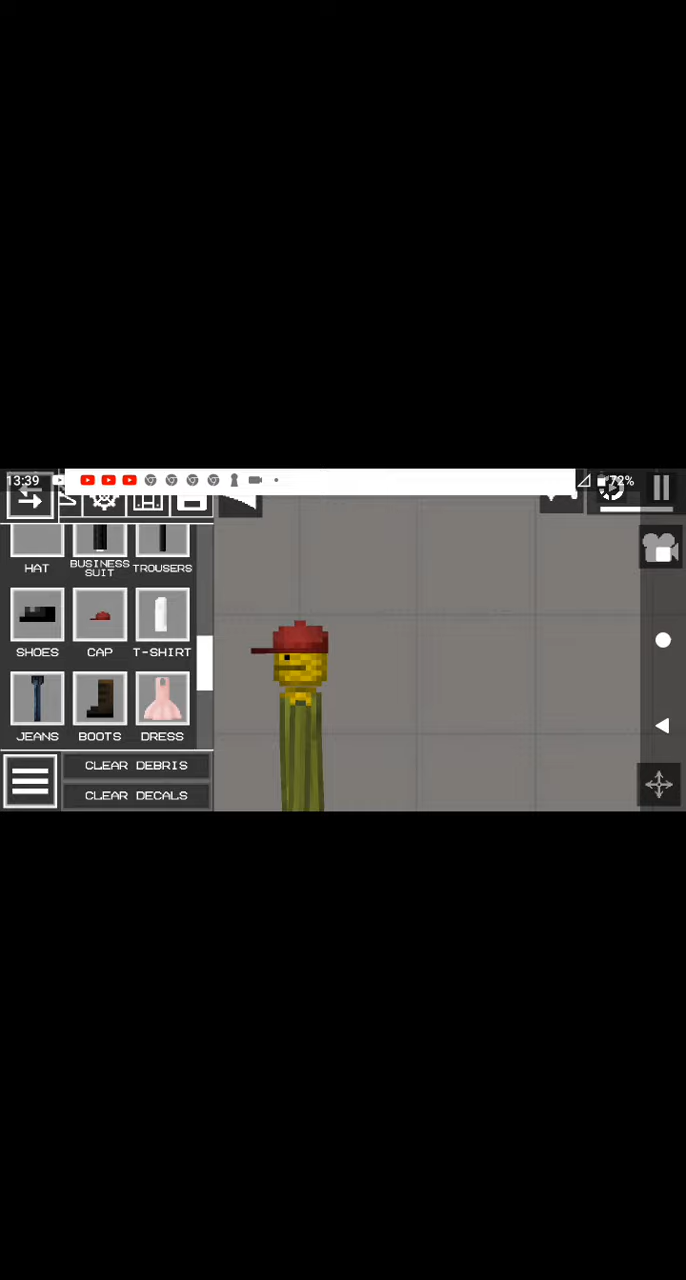 13:39
72%
HAT
BUSINESS SUIT
TROUSERS
SHOES
CAP
T-SHIRT
JEANS
BOOTS
DRESS
CLEAR DEBRIS
CLEAR DECALS